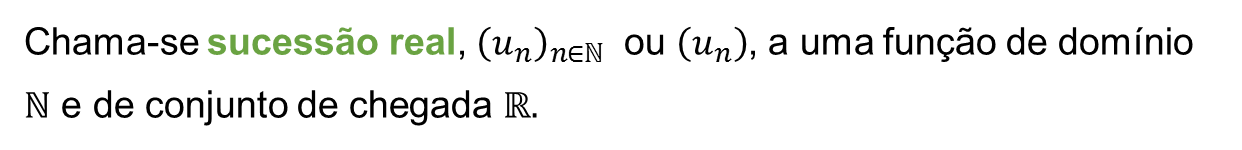 Chama-se sucessão real, (𝑢ₙ)ₙ∈ℕ ou (𝑢ₙ), a uma função de domínio
ℕ e de conjunto de chegada ℝ.